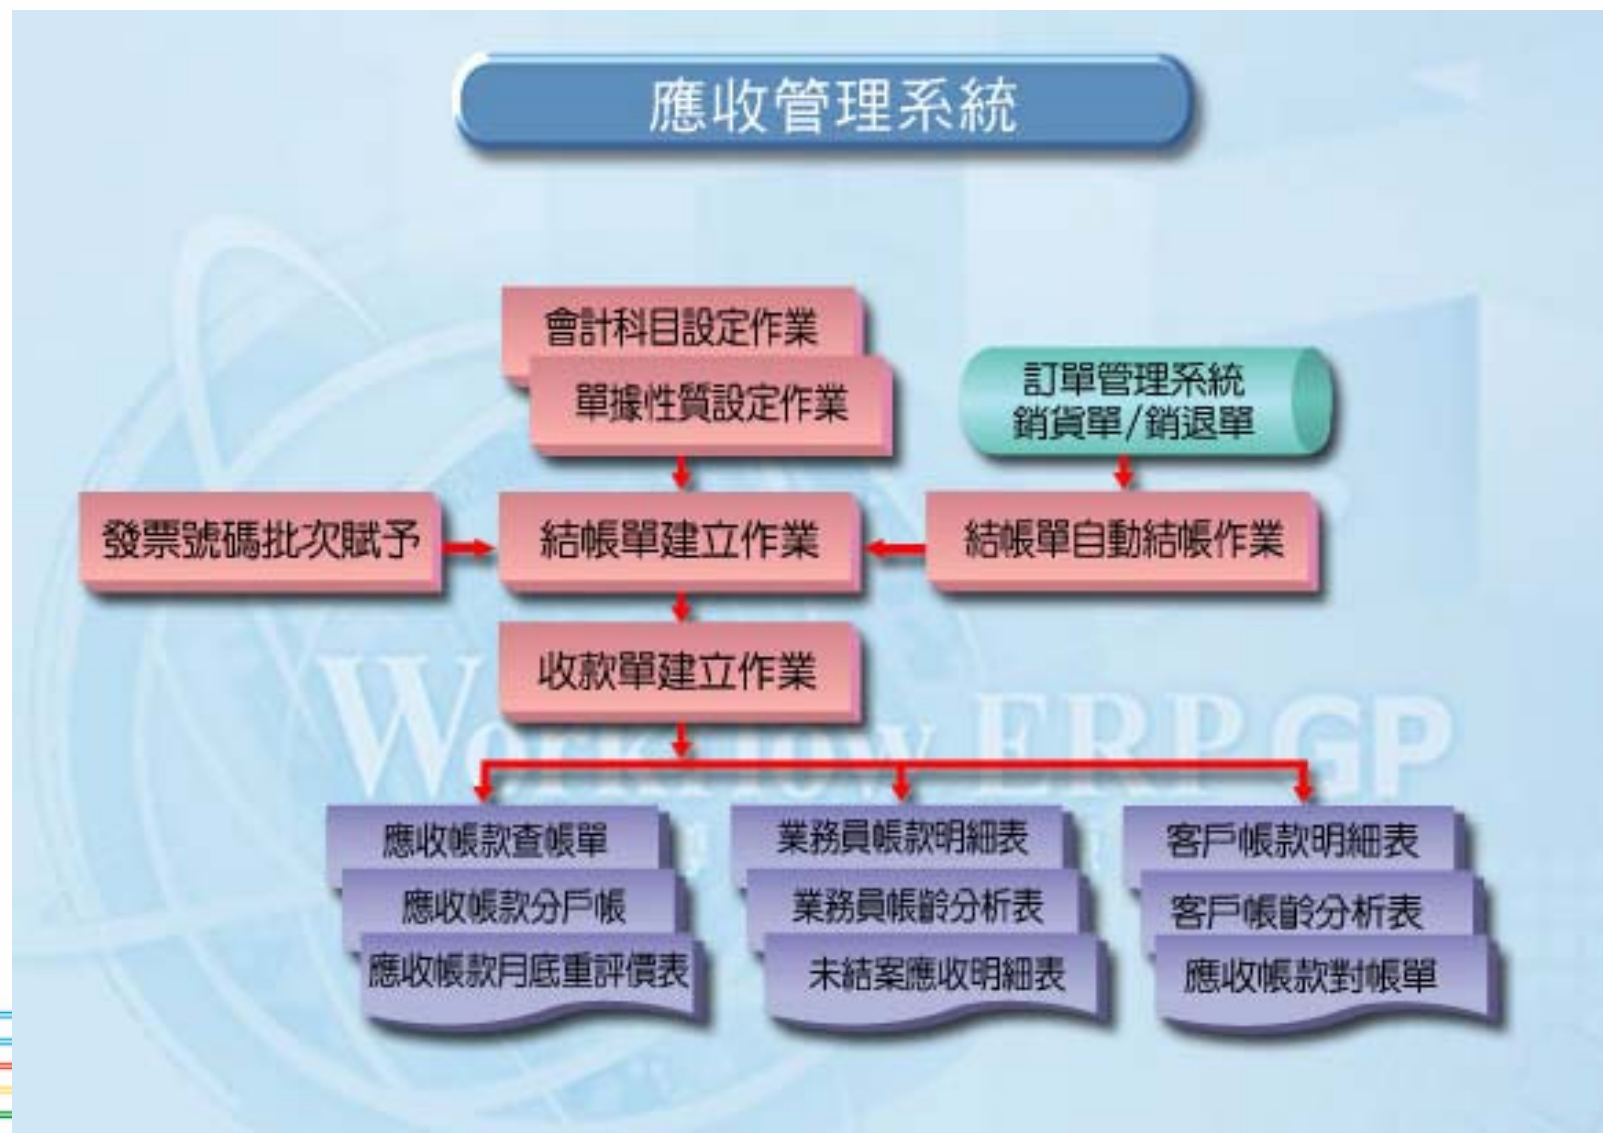 應收管理系統
會計科目設定作業
單據性質設定作業
訂單管理系統
銷貨單/銷退單
發票號碼批次賦予
結帳單建立作業
結帳單自動結帳作業
收款單建立作業
Workflow ERP GP
應收帳款查帳單
業務員帳款明細表
客戶帳款明細表
應收帳款分戶帳
業務員帳齡分析表
客戶帳齡分析表
應收帳款月底重評價表
未結案應收明細表
應收帳款對帳單